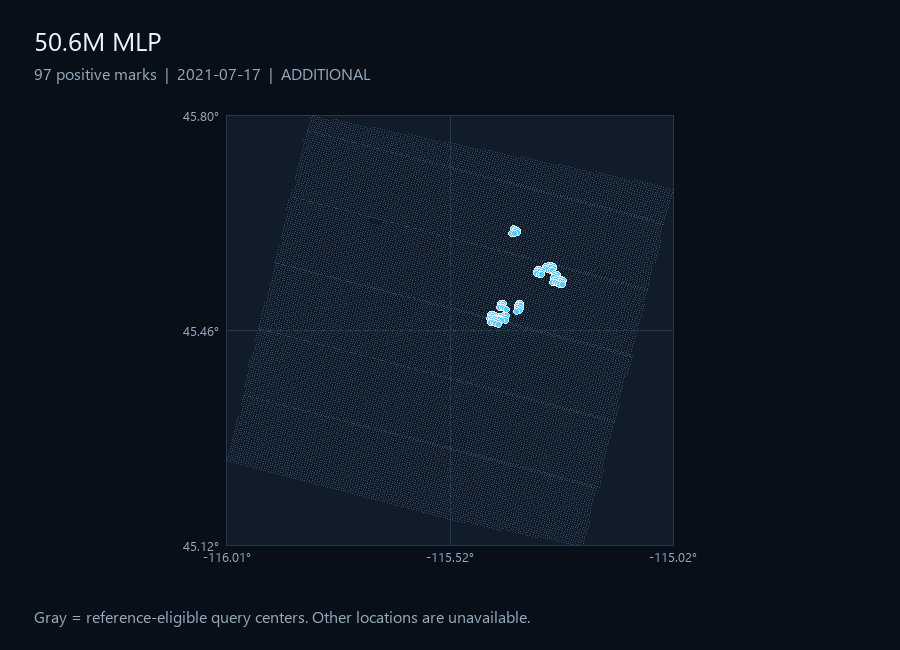 50.6M MLP
97 positive marks | 2021-07-17 | ADDITIONAL
45.80°
45.46°
45.12°
-116.01° -115.52° -115.02°
Gray = reference-eligible query centers. Other locations are unavailable.